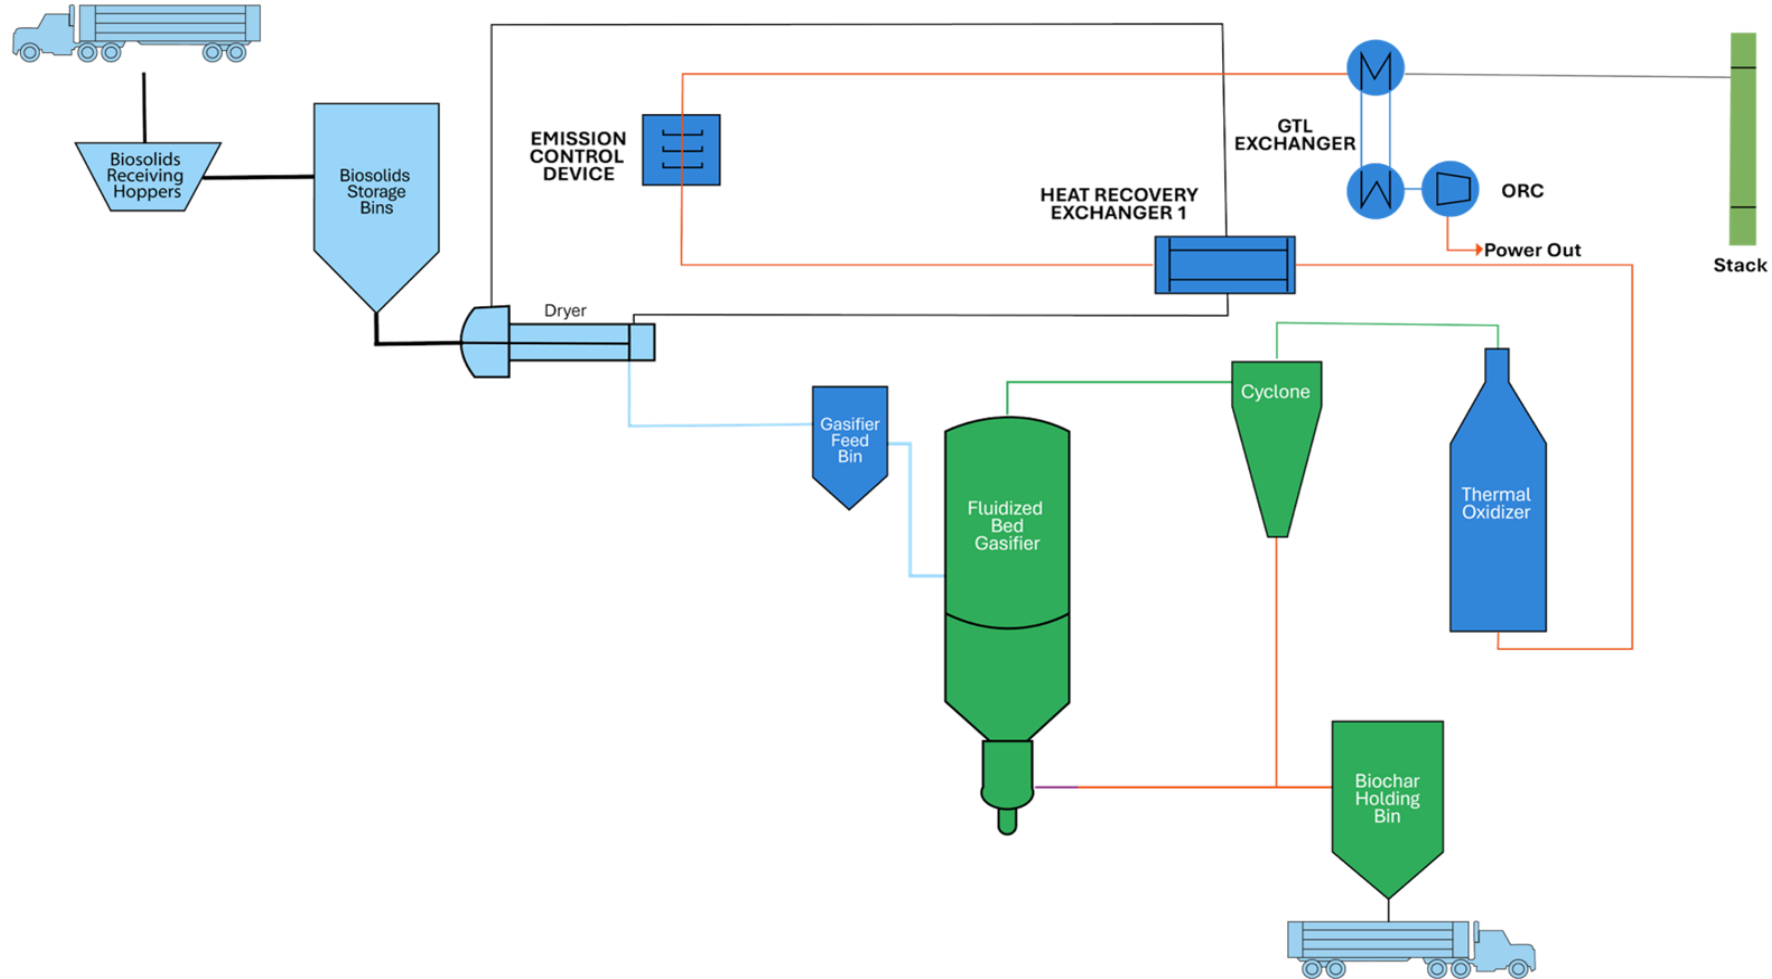 Biosolids
Receiving
Hoppers
Biosolids
Storage
Bins
EMISSION
CONTROL
DEVICE
GTL
EXCHANGER
HEAT RECOVERY
EXCHANGER 1
ORC
Power Out
Stack
Dryer
Gasifier
Feed
Bin
Cyclone
Fluidized
Bed
Gasifier
Thermal
Oxidizer
Biochar
Holding
Bin